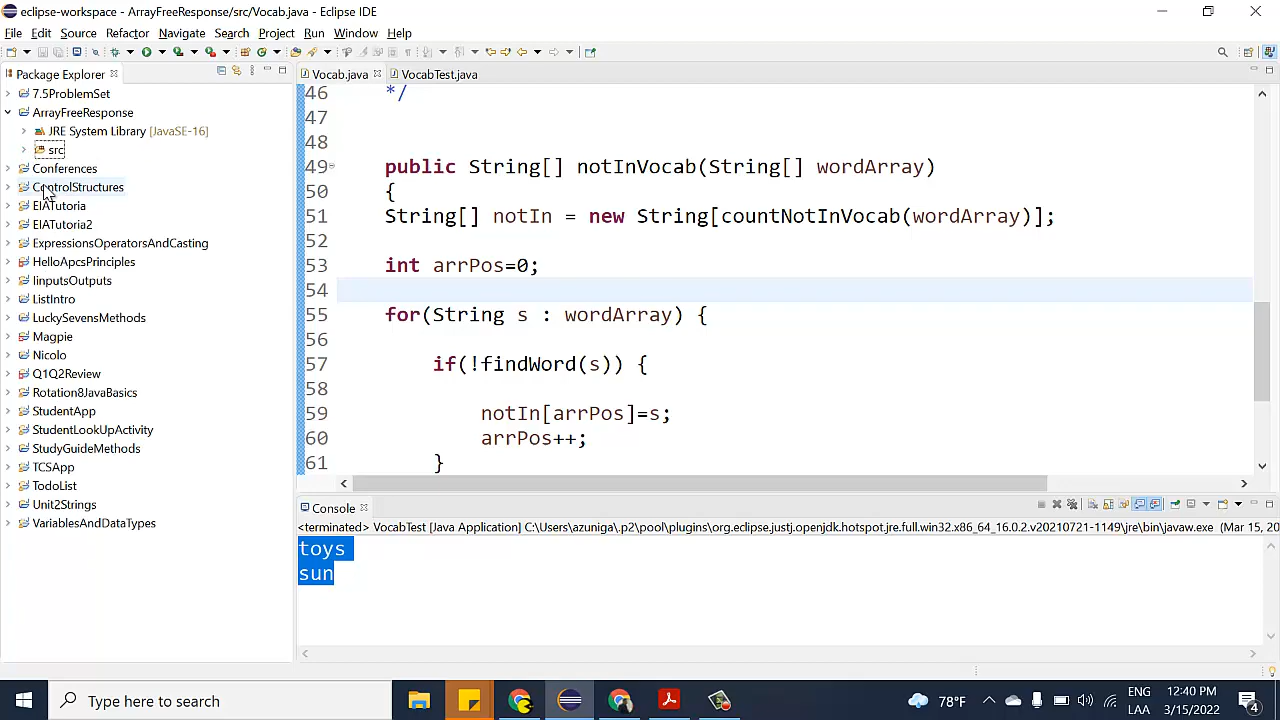 eclipse-workspace - ArrayFreeResponse/src/Vocab.java - Eclipse IDE
File Edit Source Refactor Navigate Search Project Run Window Help
Package Explorer
7.5ProblemSet
ArrayFreeResponse
JRE System Library [JavaSE-16]
src
Conferences
ControlStructures
EIATutoria
EIATutoria2
ExpressionsOperatorsAndCasting
HelloApcsPrinciples
IinputsOutputs
ListIntro
LuckySevensMethods
Magpie
Nicolo
Q1Q2Review
Rotation8JavaBasics
StudentApp
StudentLookUpActivity
StudyGuideMethods
TCSApp
TodoList
Unit2Strings
VariablesAndDataTypes
Vocab.java VocabTest.java
46 */
47
48
49 public String[] notInVocab(String[] wordArray)
50 {
51 String[] notIn = new String[countNotInVocab(wordArray)];
52
53 int arrPos=0;
54
55 for(String s : wordArray) {
56
57 if(!findWord(s)) {
58
59 notIn[arrPos]=s;
60 arrPos++;
61 }
Console
<terminated> VocabTest [Java Application] C:\Users\azuniga\.p2\pool\plugins\org.eclipse.justj.openjdk.hotspot.jre.full.win32.x86_64_16.0.2.v20210721-1149\jre\bin\javaw.exe (Mar 15, 20
toys
sun
Type here to search
78°F
ENG
LAA
12:40 PM
3/15/2022
4